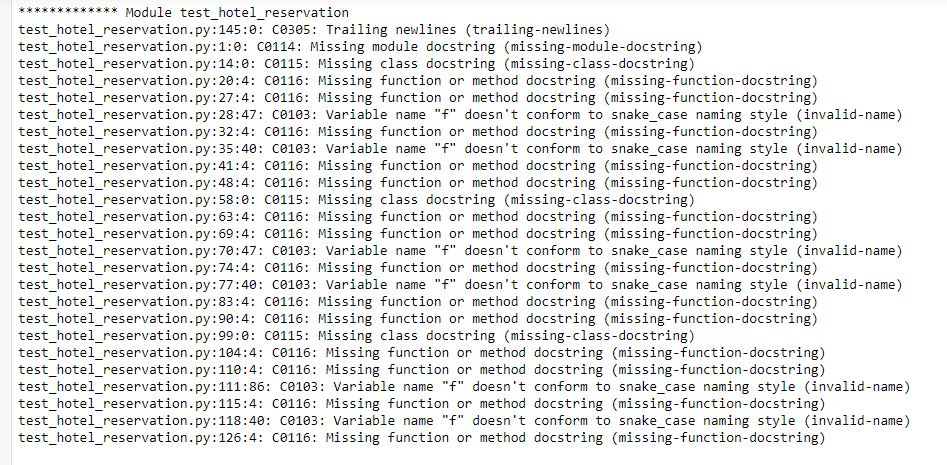 ************* Module test_hotel_reservation
test_hotel_reservation.py:145:0: C0305: Trailing newlines (trailing-newlines)
test_hotel_reservation.py:1:0: C0114: Missing module docstring (missing-module-docstring)
test_hotel_reservation.py:14:0: C0115: Missing class docstring (missing-class-docstring)
test_hotel_reservation.py:20:4: C0116: Missing function or method docstring (missing-function-docstring)
test_hotel_reservation.py:27:4: C0116: Missing function or method docstring (missing-function-docstring)
test_hotel_reservation.py:28:47: C0103: Variable name "f" doesn't conform to snake_case naming style (invalid-name)
test_hotel_reservation.py:32:4: C0116: Missing function or method docstring (missing-function-docstring)
test_hotel_reservation.py:35:40: C0103: Variable name "f" doesn't conform to snake_case naming style (invalid-name)
test_hotel_reservation.py:41:4: C0116: Missing function or method docstring (missing-function-docstring)
test_hotel_reservation.py:48:4: C0116: Missing function or method docstring (missing-function-docstring)
test_hotel_reservation.py:58:0: C0115: Missing class docstring (missing-class-docstring)
test_hotel_reservation.py:63:4: C0116: Missing function or method docstring (missing-function-docstring)
test_hotel_reservation.py:69:4: C0116: Missing function or method docstring (missing-function-docstring)
test_hotel_reservation.py:70:47: C0103: Variable name "f" doesn't conform to snake_case naming style (invalid-name)
test_hotel_reservation.py:74:4: C0116: Missing function or method docstring (missing-function-docstring)
test_hotel_reservation.py:77:40: C0103: Variable name "f" doesn't conform to snake_case naming style (invalid-name)
test_hotel_reservation.py:83:4: C0116: Missing function or method docstring (missing-function-docstring)
test_hotel_reservation.py:90:4: C0116: Missing function or method docstring (missing-function-docstring)
test_hotel_reservation.py:99:0: C0115: Missing class docstring (missing-class-docstring)
test_hotel_reservation.py:104:4: C0116: Missing function or method docstring (missing-function-docstring)
test_hotel_reservation.py:110:4: C0116: Missing function or method docstring (missing-function-docstring)
test_hotel_reservation.py:111:86: C0103: Variable name "f" doesn't conform to snake_case naming style (invalid-name)
test_hotel_reservation.py:115:4: C0116: Missing function or method docstring (missing-function-docstring)
test_hotel_reservation.py:118:40: C0103: Variable name "f" doesn't conform to snake_case naming style (invalid-name)
test_hotel_reservation.py:126:4: C0116: Missing function or method docstring (missing-function-docstring)